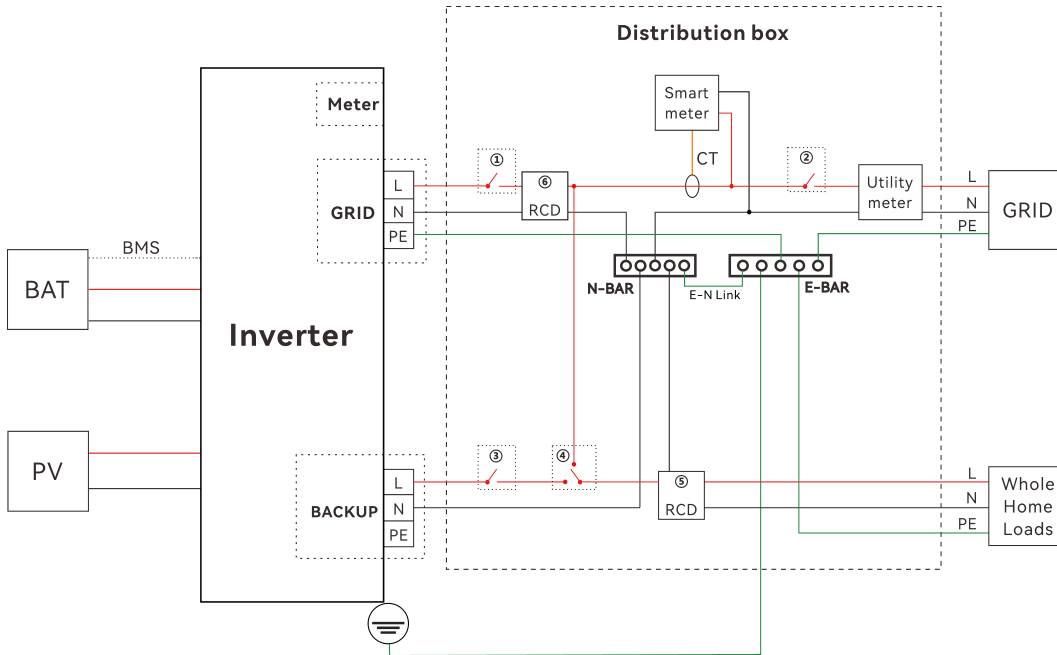 Distribution box
Smart
meter
Meter
CT
①
②
⑥
RCD
Utility
meter
L
N
PE
GRID
L
N
PE
GRID
BMS
BAT
N-BAR
E-N Link
E-BAR
Inverter
PV
③
④
⑤
RCD
BACKUP
L
N
PE
L
N
PE
Whole
Home
Loads